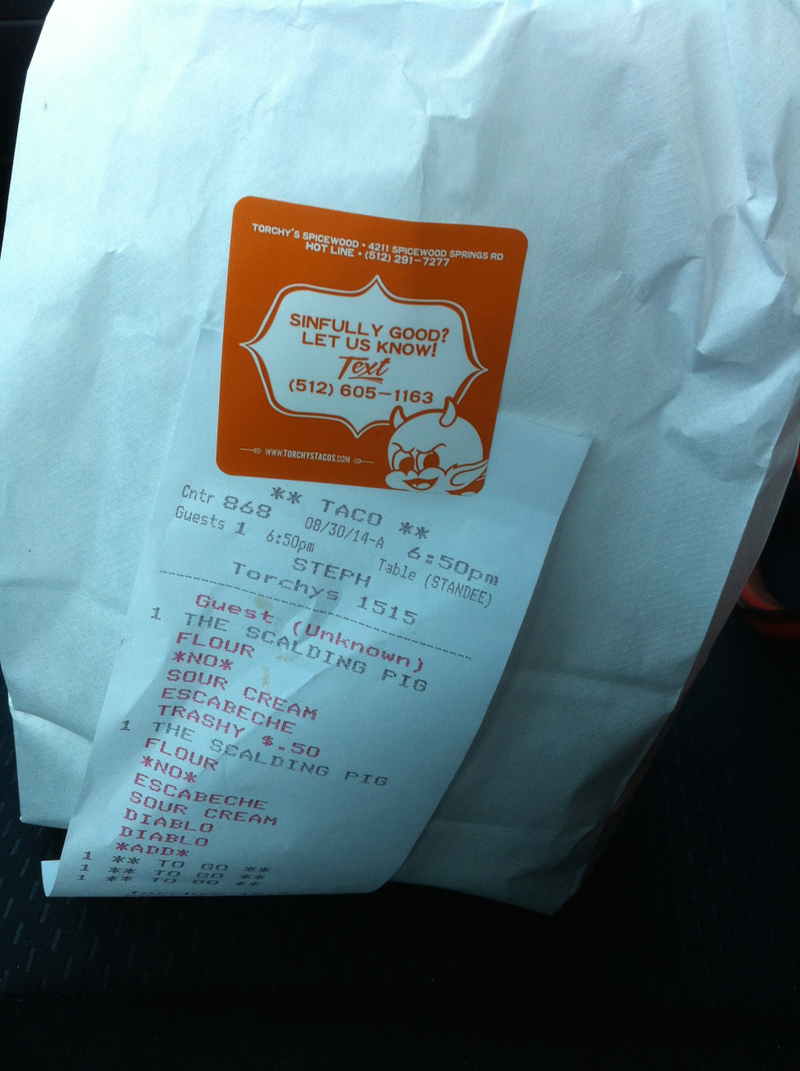 TORCHY'S SPICEWOOD • 4211 SPICEWOOD SPRINGS RD
HOT LINE • (512) 291-7277
SINFULLY GOOD?
LET US KNOW!
Text
(512) 605-1163
WWW.TORCHYSTACOS.COM
** TACO **
Cntr 868 08/30/14-A 6:50pm
Guests 1 6:50pm Table (STANDEE)
STEPH
Torchys 1515
Guest (Unknown)
1 THE SCALDING PIG
FLOUR
*NO*
SOUR CREAM
ESCABECHE
TRASHY $.50
1 THE SCALDING PIG
FLOUR
*NO*
ESCABECHE
SOUR CREAM
DIABLO
DIABLO
*ADD*
1 ** TO GO **
1 ** TO GO **
1 ** TO GO **